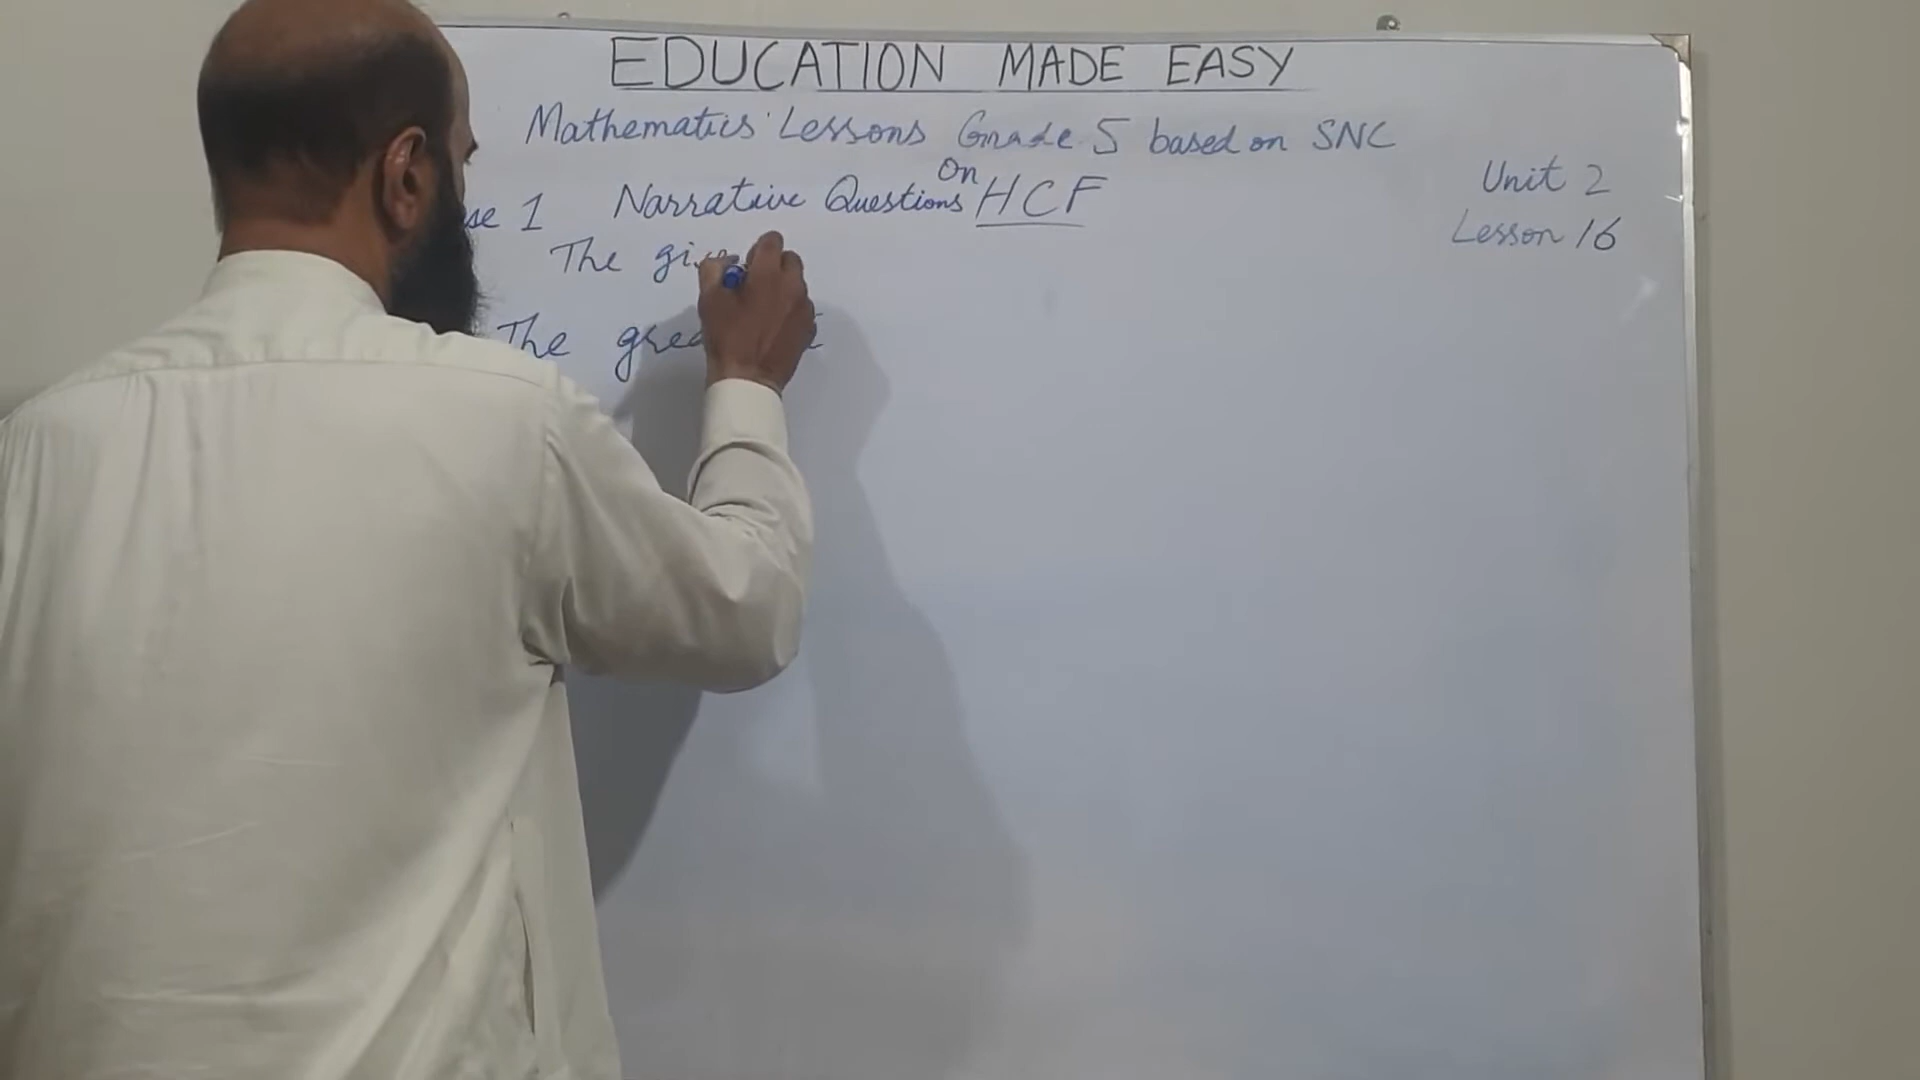 EDUCATION MADE EASY
Mathematics Lessons Grade 5 based on SNC
Unit 2
Lesson 16
1 Narrative Questions On HCF
The
The